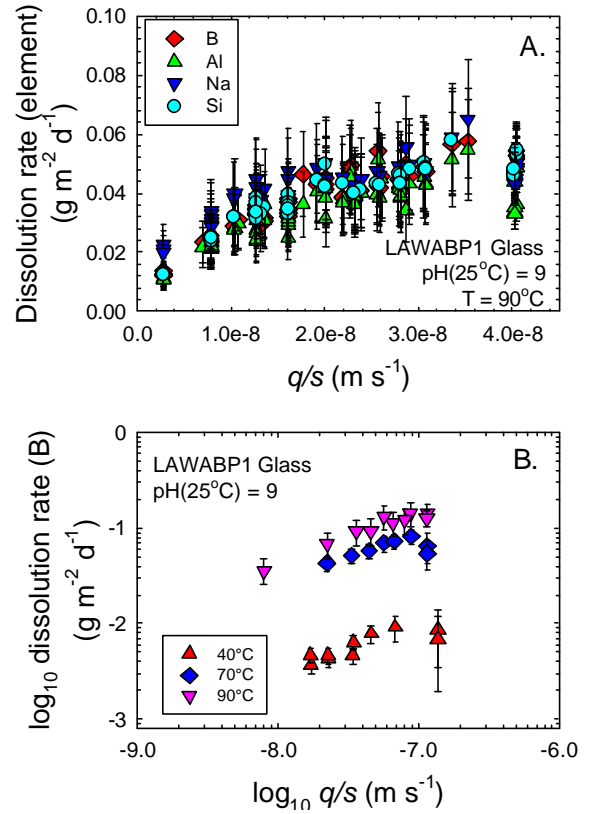 Dissolution rate (element)
(g m⁻² d⁻¹)
0.10
0.08
0.06
0.04
0.02
0.00
B
Al
Na
Si
A.
LAWABP1 Glass
pH(25°C) = 9
T = 90°C
0.0 1.0e-8 2.0e-8 3.0e-8 4.0e-8
q/s (m s⁻¹)
log₁₀ dissolution rate (B)
(g m⁻² d⁻¹)
0
-1
-2
-3
LAWABP1 Glass
pH(25°C) = 9
B.
40°C
70°C
90°C
-9.0 -8.0 -7.0 -6.0
log₁₀ q/s (m s⁻¹)